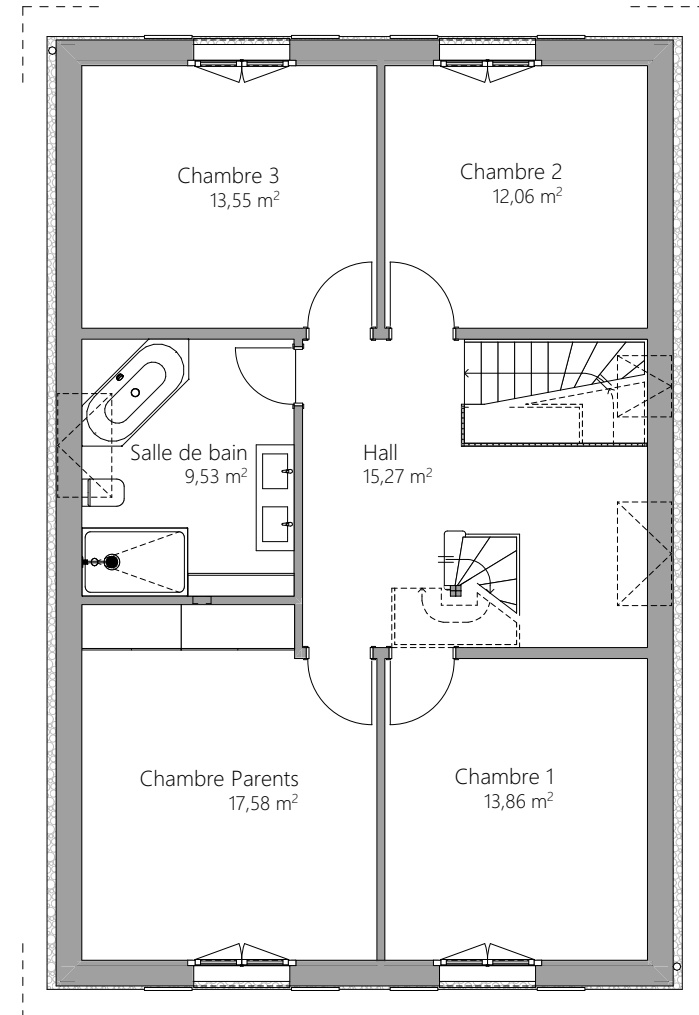 Chambre 3
13,55 m²
Chambre 2
12,06 m²
Salle de bain
9,53 m²
Hall
15,27 m²
Chambre Parents
17,58 m²
Chambre 1
13,86 m²